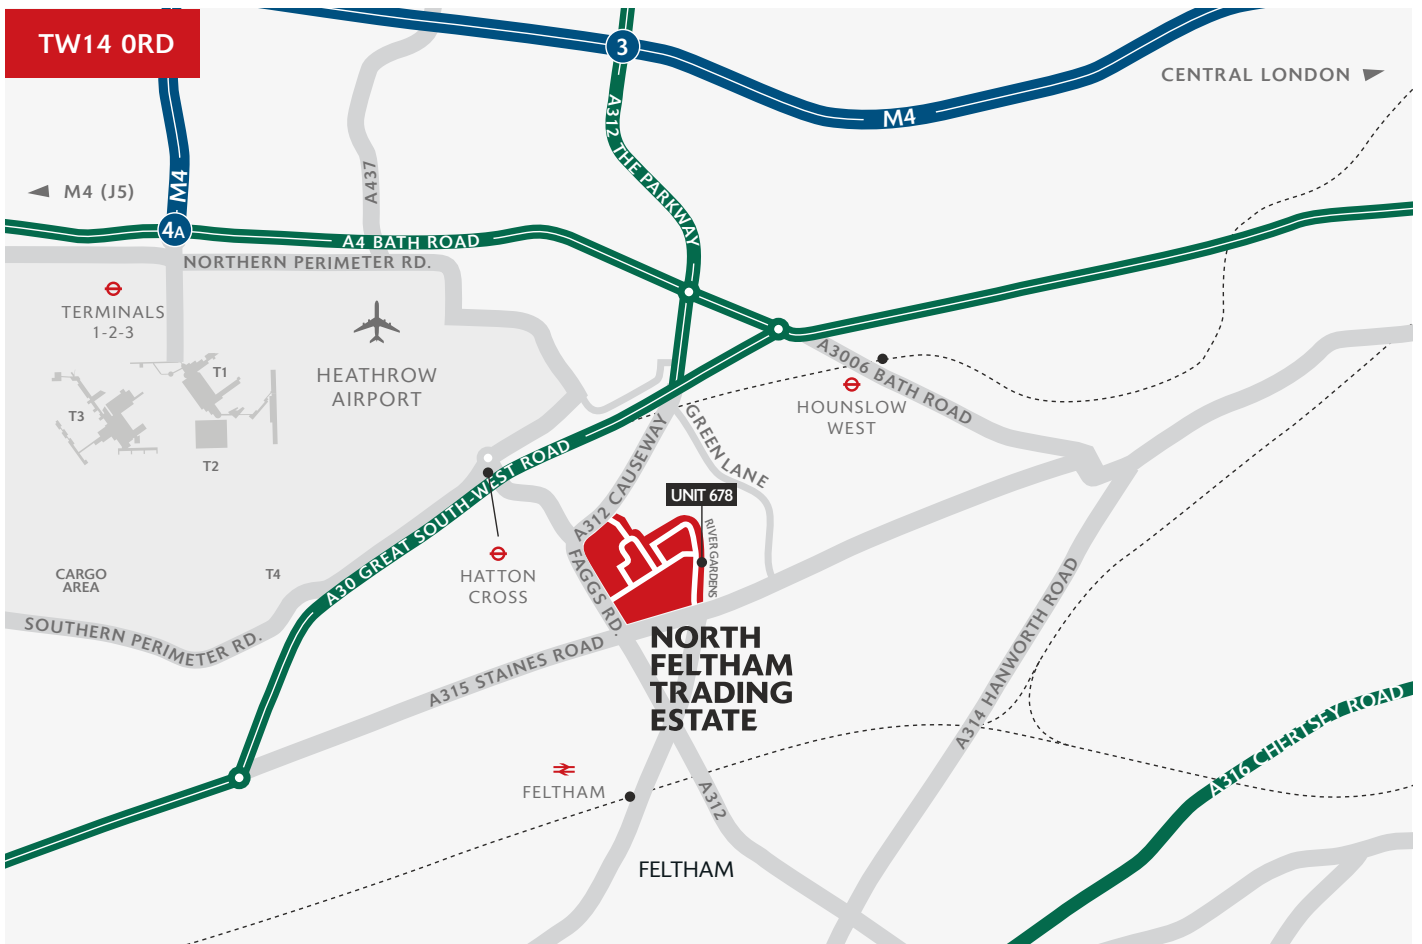 TW14 0RD
3
CENTRAL LONDON
M4
A312 THE PARKWAY
A437
M4
M4 (J5)
4A
A4 BATH ROAD
NORTHERN PERIMETER RD.
TERMINALS
1-2-3
HEATHROW
AIRPORT
T1
T3
T2
A3006 BATH ROAD
HOUNSLOW
WEST
GREEN LANE
A312 CAUSEWAY
A30 GREAT SOUTH-WEST ROAD
UNIT 678
RIVER GARDENS
HATTON
CROSS
FAGGS RD.
CARGO
AREA
T4
SOUTHERN PERIMETER RD.
A315 STAINES ROAD
NORTH
FELTHAM
TRADING
ESTATE
A314 HANWORTH ROAD
A316 CHERTSEY ROAD
FELTHAM
A312
FELTHAM